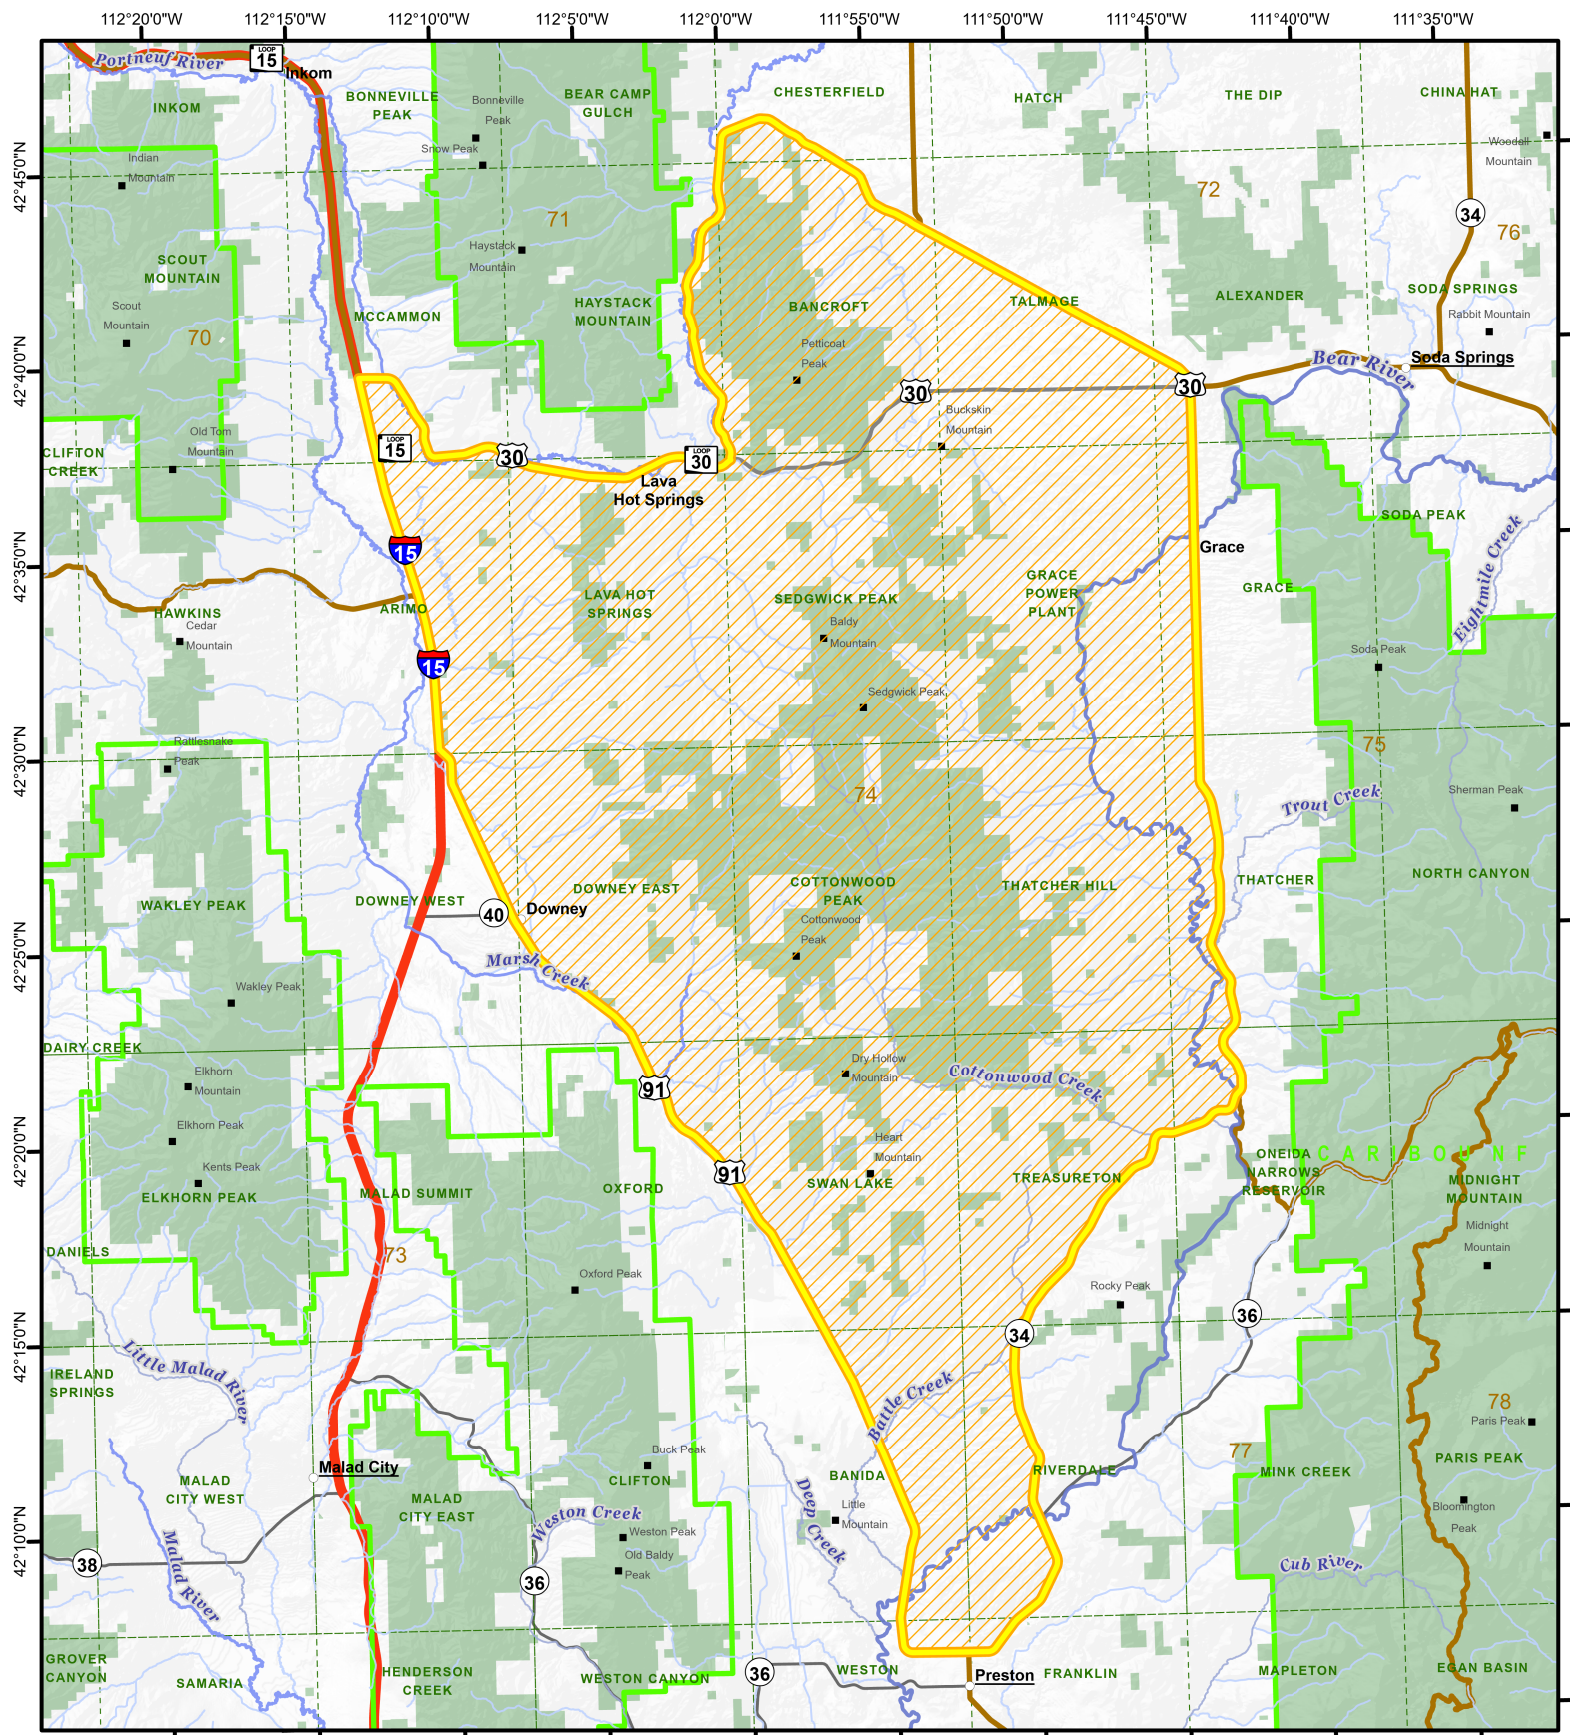 112°20'0"W
112°15'0"W
112°10'0"W
112°5'0"W
112°0'0"W
111°55'0"W
111°50'0"W
111°45'0"W
111°40'0"W
111°35'0"W
42°45'0"N
42°40'0"N
42°35'0"N
42°30'0"N
42°25'0"N
42°20'0"N
42°15'0"N
42°10'0"N
Portneuf River
LOOP
15
Inkom
INKOM
BONNEVILLE
PEAK
Bonneville
Peak
Snow Peak
BEAR CAMP
GULCH
CHESTERFIELD
HATCH
THE DIP
CHINA HAT
Woodall
Mountain
Indian
Mountain
71
72
34
76
Haystack
Mountain
SCOUT
MOUNTAIN
HAYSTACK
MOUNTAIN
MCCAMMON
Scout
Mountain
70
BANCROFT
TALMAGE
ALEXANDER
SODA SPRINGS
Rabbit Mountain
Petticoat
Peak
Bear River
Soda Springs
30
30
Buckskin
Mountain
Old Tom
Mountain
CLIFTON
CREEK
LOOP
15
30
LOOP
30
Lava
Hot Springs
SODA PEAK
Eightmile Creek
15
Grace
GRACE
GRACE
POWER
PLANT
LAVA HOT
SPRINGS
SEDGWICK PEAK
Baldy
Mountain
HAWKINS
Cedar
Mountain
ARIMO
15
Soda Peak
Sedgwick Peak
Rattlesnake
Peak
75
74
Trout Creek
Sherman Peak
WAKLEY PEAK
DOWNEY WEST
40
Downey
DOWNEY EAST
COTTONWOOD
PEAK
Cottonwood
Peak
THATCHER HILL
THATCHER
NORTH CANYON
Marsh Creek
Wakley Peak
DAIRY CREEK
Elkhorn
Mountain
91
Dry Hollow
Mountain
Cottonwood Creek
Elkhorn Peak
Kents Peak
ELKHORN PEAK
MALAD SUMMIT
OXFORD
91
Heart
Mountain
SWAN LAKE
TREASURETON
ONEIDA
NARROWS
RESERVOIR
CARIBOU NF
MIDNIGHT
MOUNTAIN
Midnight
Mountain
DANIELS
73
Oxford Peak
Rocky Peak
36
34
IRELAND
SPRINGS
Little Malad River
Battle Creek
78
Paris Peak
PARIS PEAK
Malad City
MALAD
CITY WEST
MALAD
CITY EAST
Duck Peak
CLIFTON
BANIDA
RIVERDALE
77
MINK CREEK
Bloomington
Peak
Weston Creek
Weston Peak
Old Baldy
Peak
Deep Creek
Little
Mountain
38
36
Malad River
Cub River
GROVER
CANYON
SAMARIA
HENDERSON
CREEK
WESTON CANYON
36
WESTON
Preston
FRANKLIN
MAPLETON
EGAN BASIN